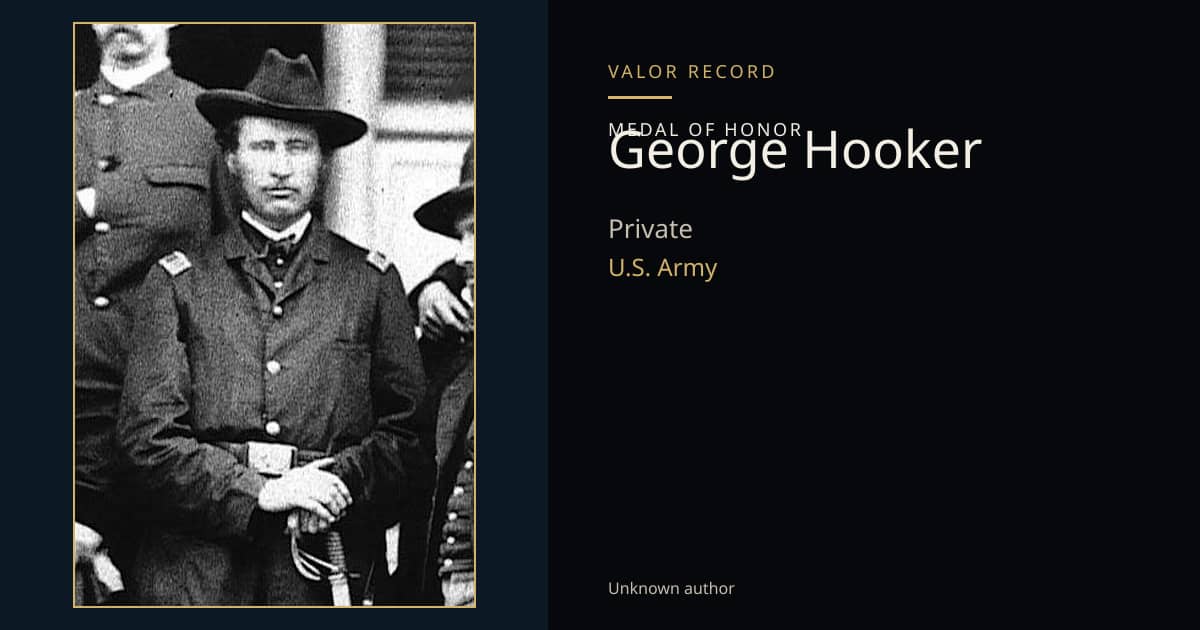 VALOR RECORD
MEDAL OF HONOR
George Hooker
Private
U.S. Army
Unknown author